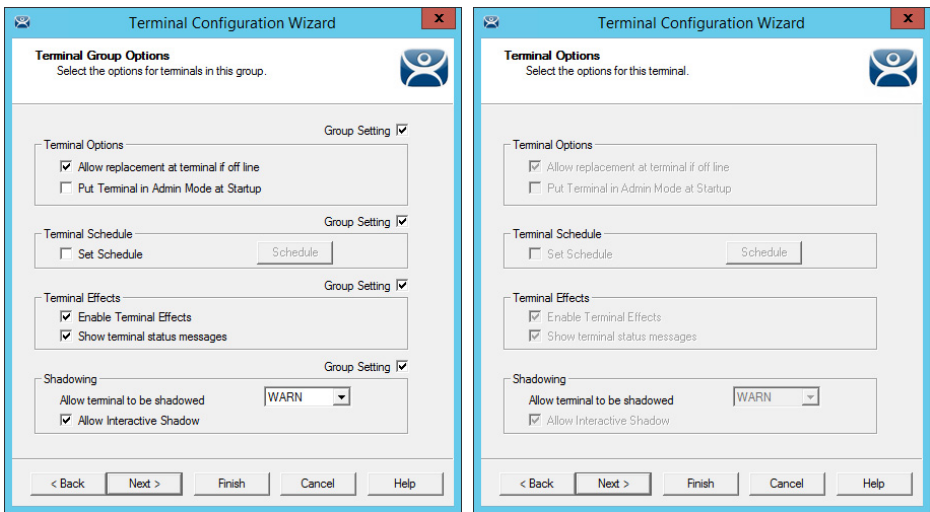 Terminal Configuration Wizard
x
Terminal Group Options
Select the options for terminals in this group.
Group Setting
Terminal Options
Allow replacement at terminal if off line
Put Terminal in Admin Mode at Startup
Group Setting
Terminal Schedule
Set Schedule
Schedule
Group Setting
Terminal Effects
Enable Terminal Effects
Show terminal status messages
Group Setting
Shadowing
Allow terminal to be shadowed
WARN
Allow Interactive Shadow
< Back
Next >
Finish
Cancel
Help
Terminal Configuration Wizard
x
Terminal Options
Select the options for this terminal.
Terminal Options
Allow replacement at terminal if off line
Put Terminal in Admin Mode at Startup
Terminal Schedule
Set Schedule
Schedule
Terminal Effects
Enable Terminal Effects
Show terminal status messages
Shadowing
Allow terminal to be shadowed
WARN
Allow Interactive Shadow
< Back
Next >
Finish
Cancel
Help